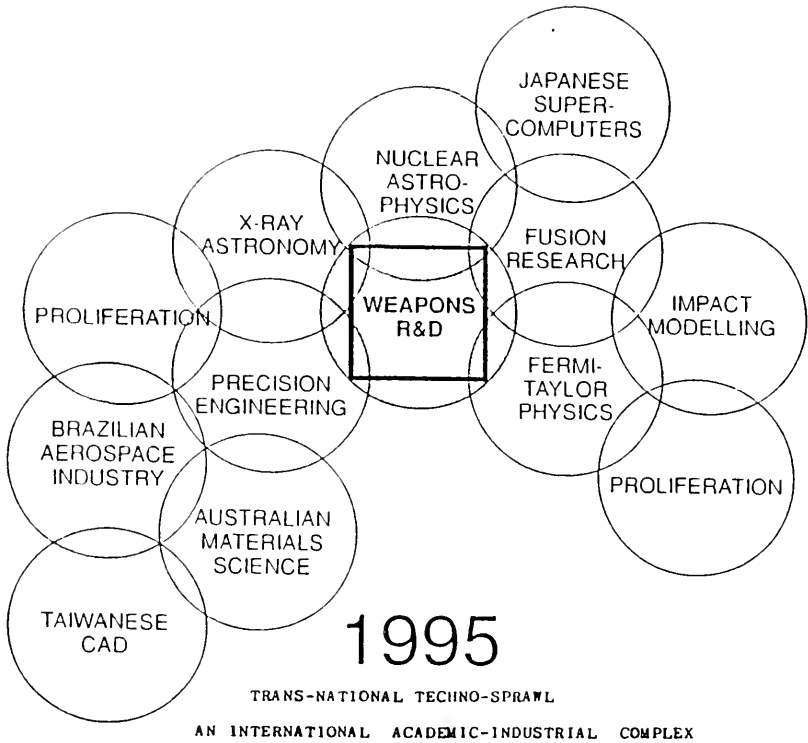 JAPANESE
SUPER-
COMPUTERS
NUCLEAR
ASTRO-
PHYSICS
X-RAY
ASTRONOMY
FUSION
RESEARCH
PROLIFERATION
WEAPONS
R&D
IMPACT
MODELLING
PRECISION
ENGINEERING
FERMI-
TAYLOR
PHYSICS
BRAZILIAN
AEROSPACE
INDUSTRY
PROLIFERATION
AUSTRALIAN
MATERIALS
SCIENCE
TAIWANESE
CAD
1995
TRANS-NATIONAL TECHNO-SPRAWL
AN INTERNATIONAL ACADEMIC-INDUSTRIAL COMPLEX